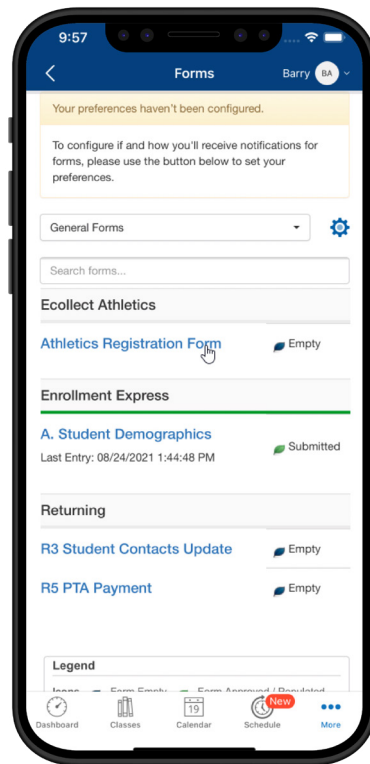 9:57
Forms
Barry BA
Your preferences haven't been configured.
To configure if and how you'll receive notifications for
forms, please use the button below to set your
preferences.
General Forms
Search forms...
Ecollect Athletics
Athletics Registration Form Empty
Enrollment Express
A. Student Demographics
Submitted
Last Entry: 08/24/2021 1:44:48 PM
Returning
R3 Student Contacts Update Empty
R5 PTA Payment Empty
Legend
Icons Form Empty Form Approved / Populated
19
New
Dashboard Classes Calendar Schedule More